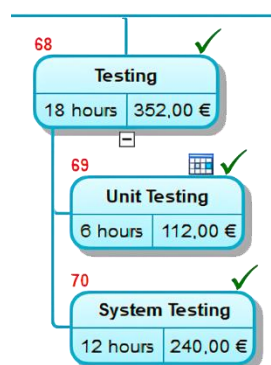 68
Testing
18 hours 352,00 €
69
Unit Testing
6 hours 112,00 €
70
System Testing
12 hours 240,00 €